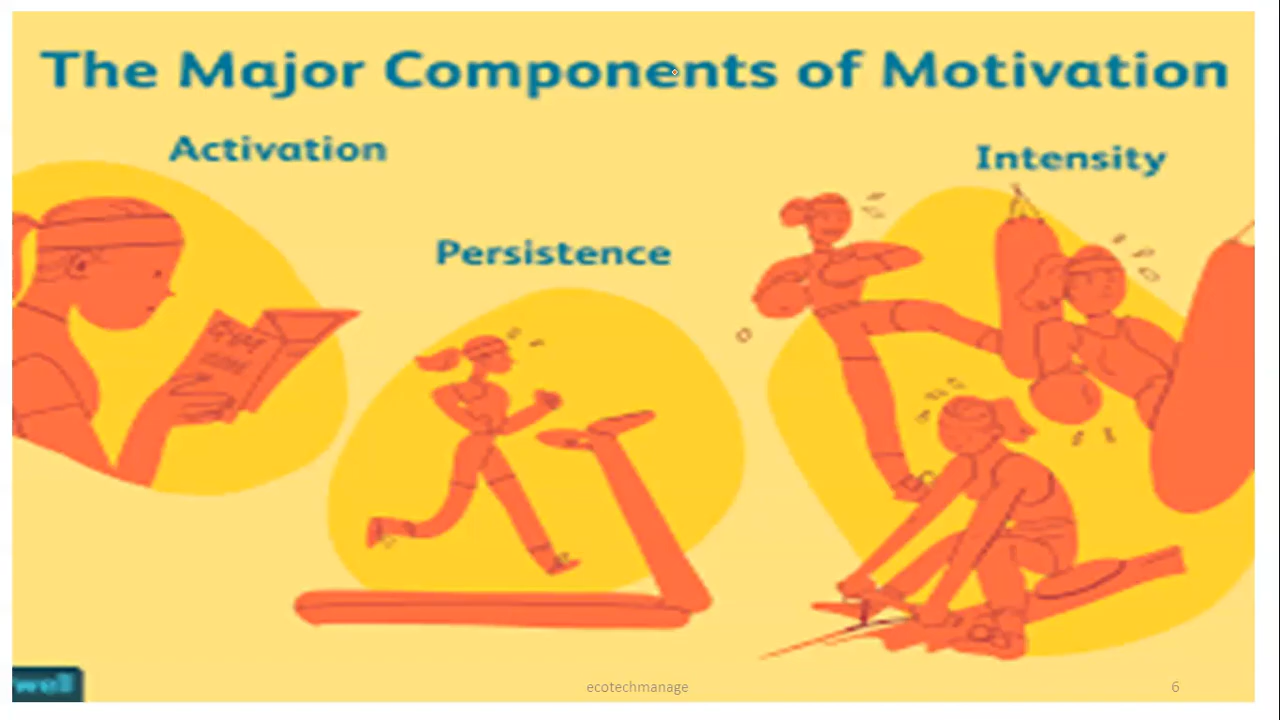 The Major Components of Motivation
Activation
Intensity
Persistence
well
ecotechmanage
6